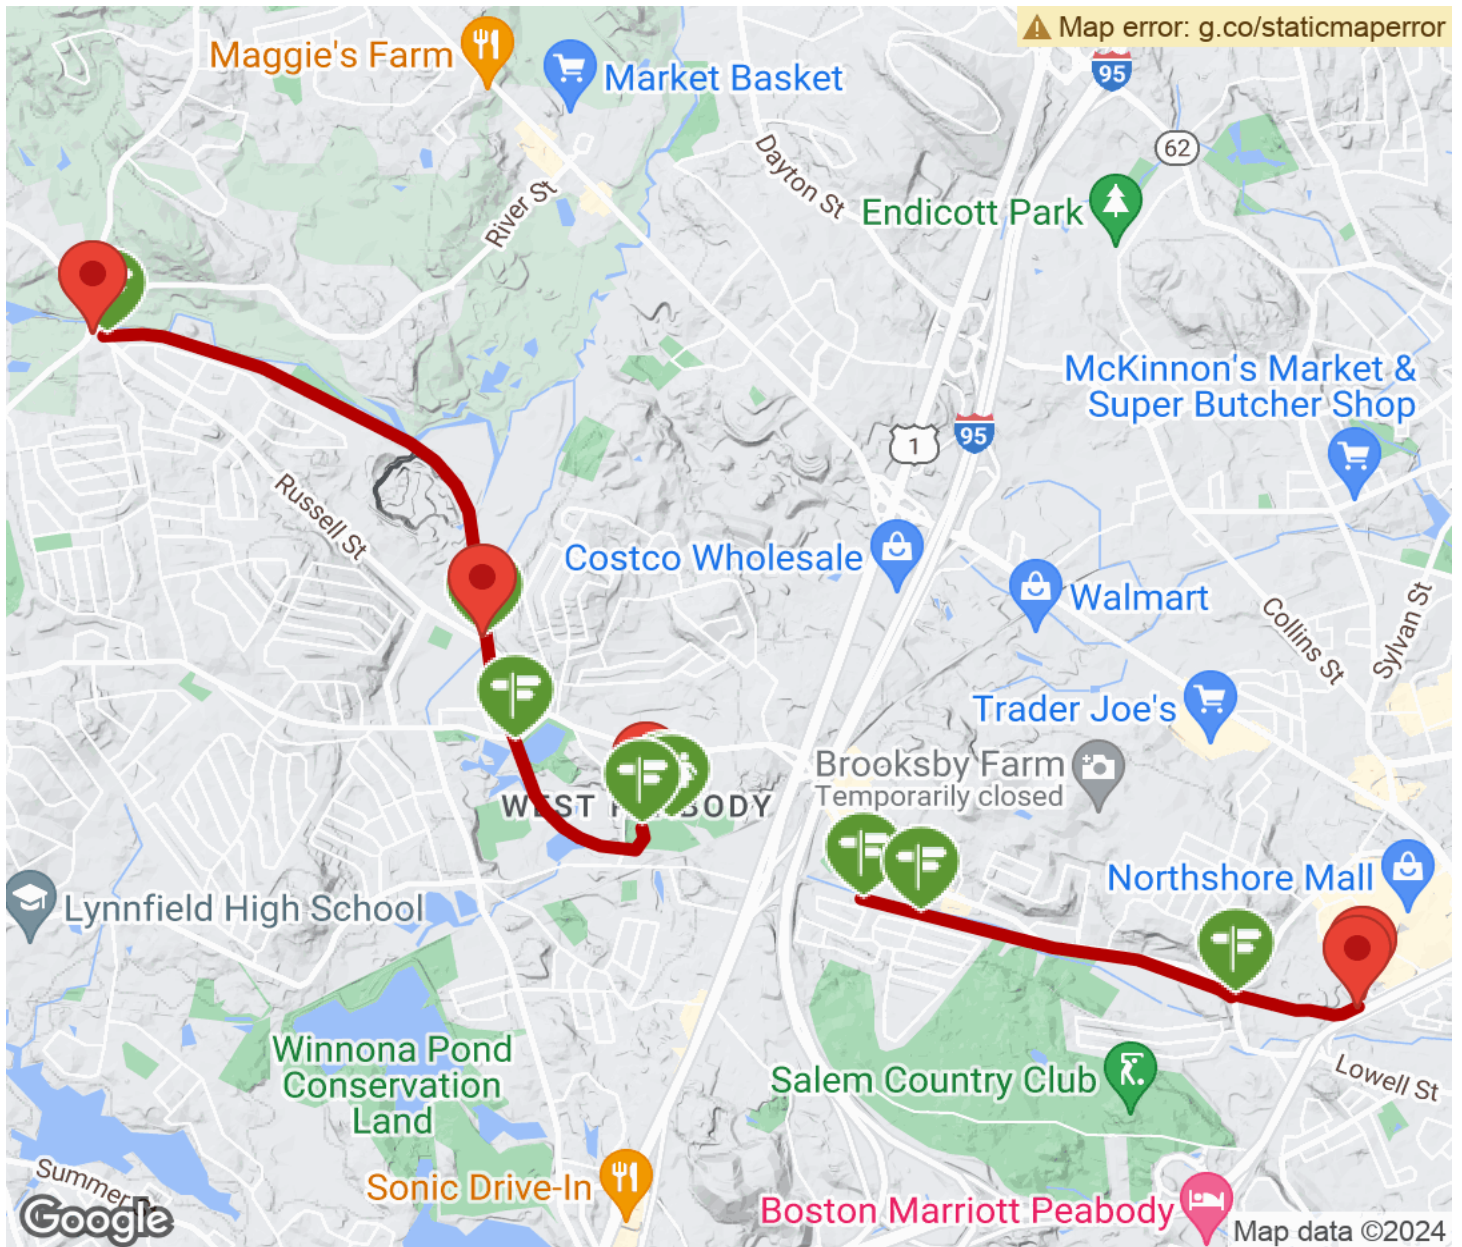 Map error: g.co/staticmaperror
Maggie's Farm
Market Basket
95
62
Dayton St
River St
Endicott Park
McKinnon's Market &
Super Butcher Shop
1
95
Russell St
Costco Wholesale
Walmart
Collins St
Sylvan St
Trader Joe's
Brooksby Farm
Temporarily closed
WEST P BODY
Northshore Mall
Lynnfield High School
Winnona Pond
Conservation
Land
Salem Country Club
Lowell St
Summer
Sonic Drive-In
Boston Marriott Peabody
Google
Map data ©2024